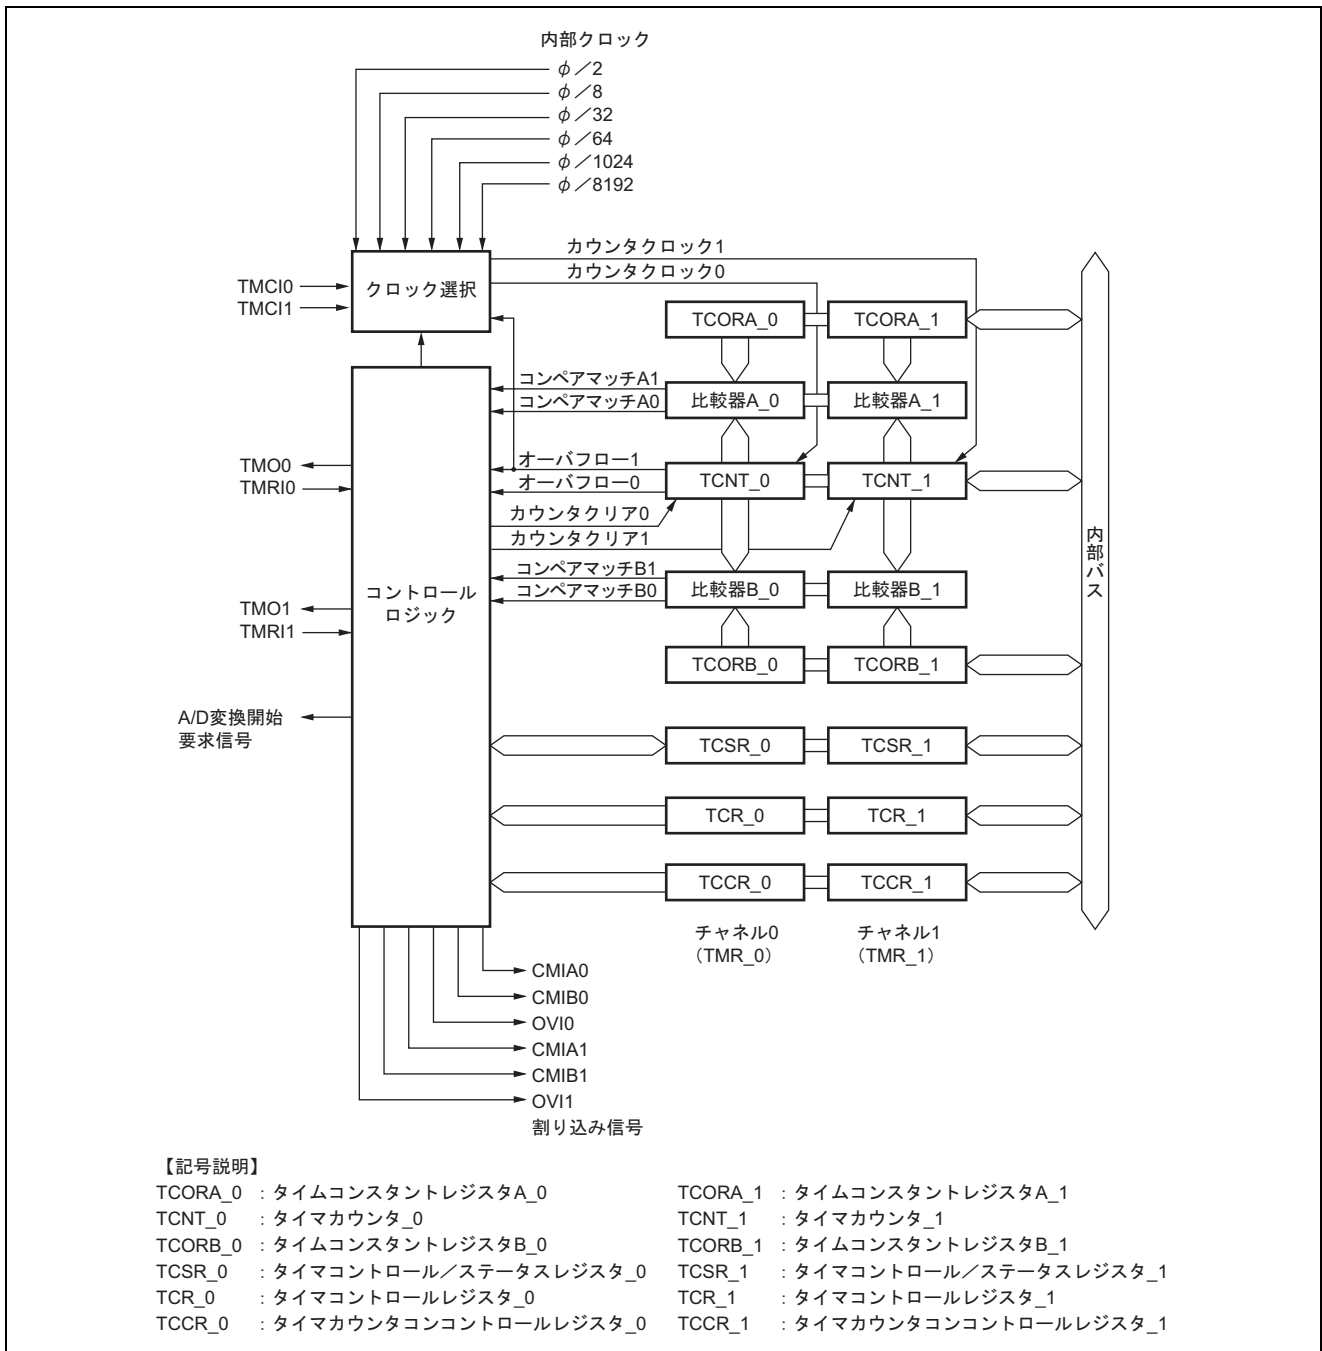 内部クロック
φ／2
φ／8
φ／32
φ／64
φ／1024
φ／8192
カウンタクロック1
カウンタクロック0
TMCI0
TMCI1
クロック選択
TCORA_0
TCORA_1
コンペアマッチA1
コンペアマッチA0
比較器A_0
比較器A_1
TMO0
TMRI0
オーバフロー1
オーバフロー0
TCNT_0
TCNT_1
カウンタクリア0
カウンタクリア1
内部バス
コンペアマッチB1
コンペアマッチB0
比較器B_0
比較器B_1
コントロール
ロジック
TMO1
TMRI1
TCORB_0
TCORB_1
A/D変換開始
要求信号
TCSR_0
TCSR_1
TCR_0
TCR_1
TCCR_0
TCCR_1
チャネル0
（TMR_0）
チャネル1
（TMR_1）
CMIA0
CMIB0
OVI0
CMIA1
CMIB1
OVI1
割り込み信号
【記号説明】
TCORA_0 : タイムコンスタントレジスタA_0
TCNT_0 : タイマカウンタ_0
TCORB_0 : タイムコンスタントレジスタB_0
TCSR_0 : タイマコントロール／ステータスレジスタ_0
TCR_0 : タイマコントロールレジスタ_0
TCCR_0 : タイマカウンタコンコントロールレジスタ_0
TCORA_1 : タイムコンスタントレジスタA_1
TCNT_1 : タイマカウンタ_1
TCORB_1 : タイムコンスタントレジスタB_1
TCSR_1 : タイマコントロール／ステータスレジスタ_1
TCR_1 : タイマコントロールレジスタ_1
TCCR_1 : タイマカウンタコンコントロールレジスタ_1